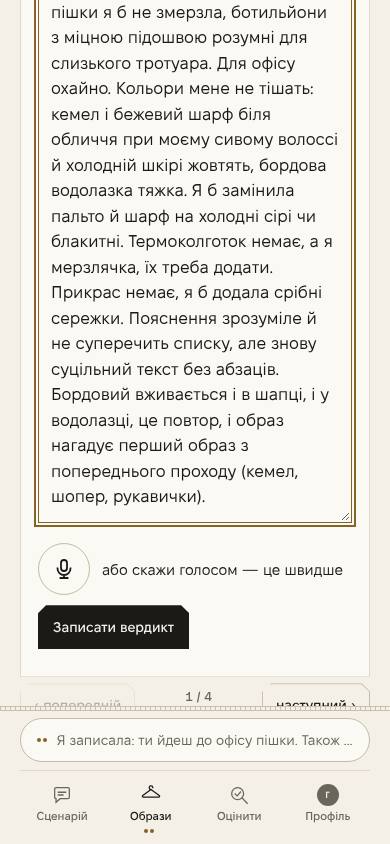 пішки я б не змерзла, ботильйони
з міцною підошвою розумні для
слизького тротуара. Для офісу
охайно. Кольори мене не тішать:
кемел і бежевий шарф біля
обличчя при моєму сивому волоссі
й холодній шкірі жовтять, бордова
водолазка тяжка. Я б замінила
пальто й шарф на холодні сірі чи
блакитні. Термоколготок немає, а я
мерзлячка, їх треба додати.
Прикрас немає, я б додала срібні
сережки. Пояснення зрозуміле й
не суперечить списку, але знову
суцільний текст без абзаців.
Бордовий вживається і в шапці, і у
водолазці, це повтор, і образ
нагадує перший образ з
попереднього проходу (кемел,
шопер, рукавички).
або скажи голосом — це швидше
Записати вердикт
‹ попередній
1 / 4
наступний ›
Я записала: ти йдеш до офісу пішки. Також ...
Сценарій
Образи
Оцінити
Г
Профіль